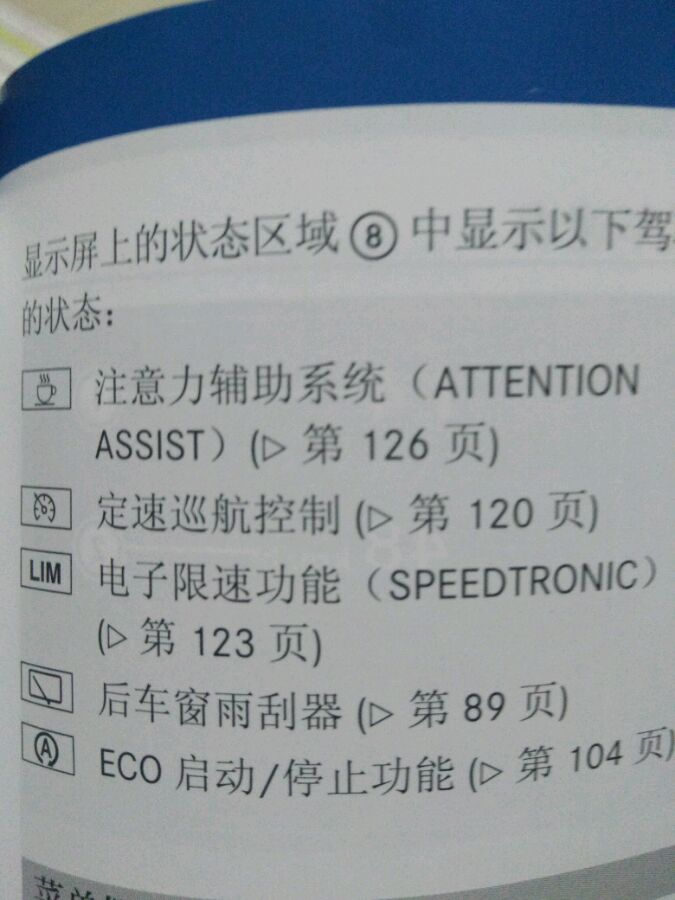 显示屏上的状态区域 ⑧ 中显示以下驾
的状态：
注意力辅助系统（ATTENTION
ASSIST）(▷ 第 126 页)
定速巡航控制 (▷ 第 120 页)
LIM 电子限速功能（SPEEDTRONIC）
(▷ 第 123 页)
后车窗雨刮器 (▷ 第 89 页)
A ECO 启动/停止功能 (▷ 第 104 页)
菜单